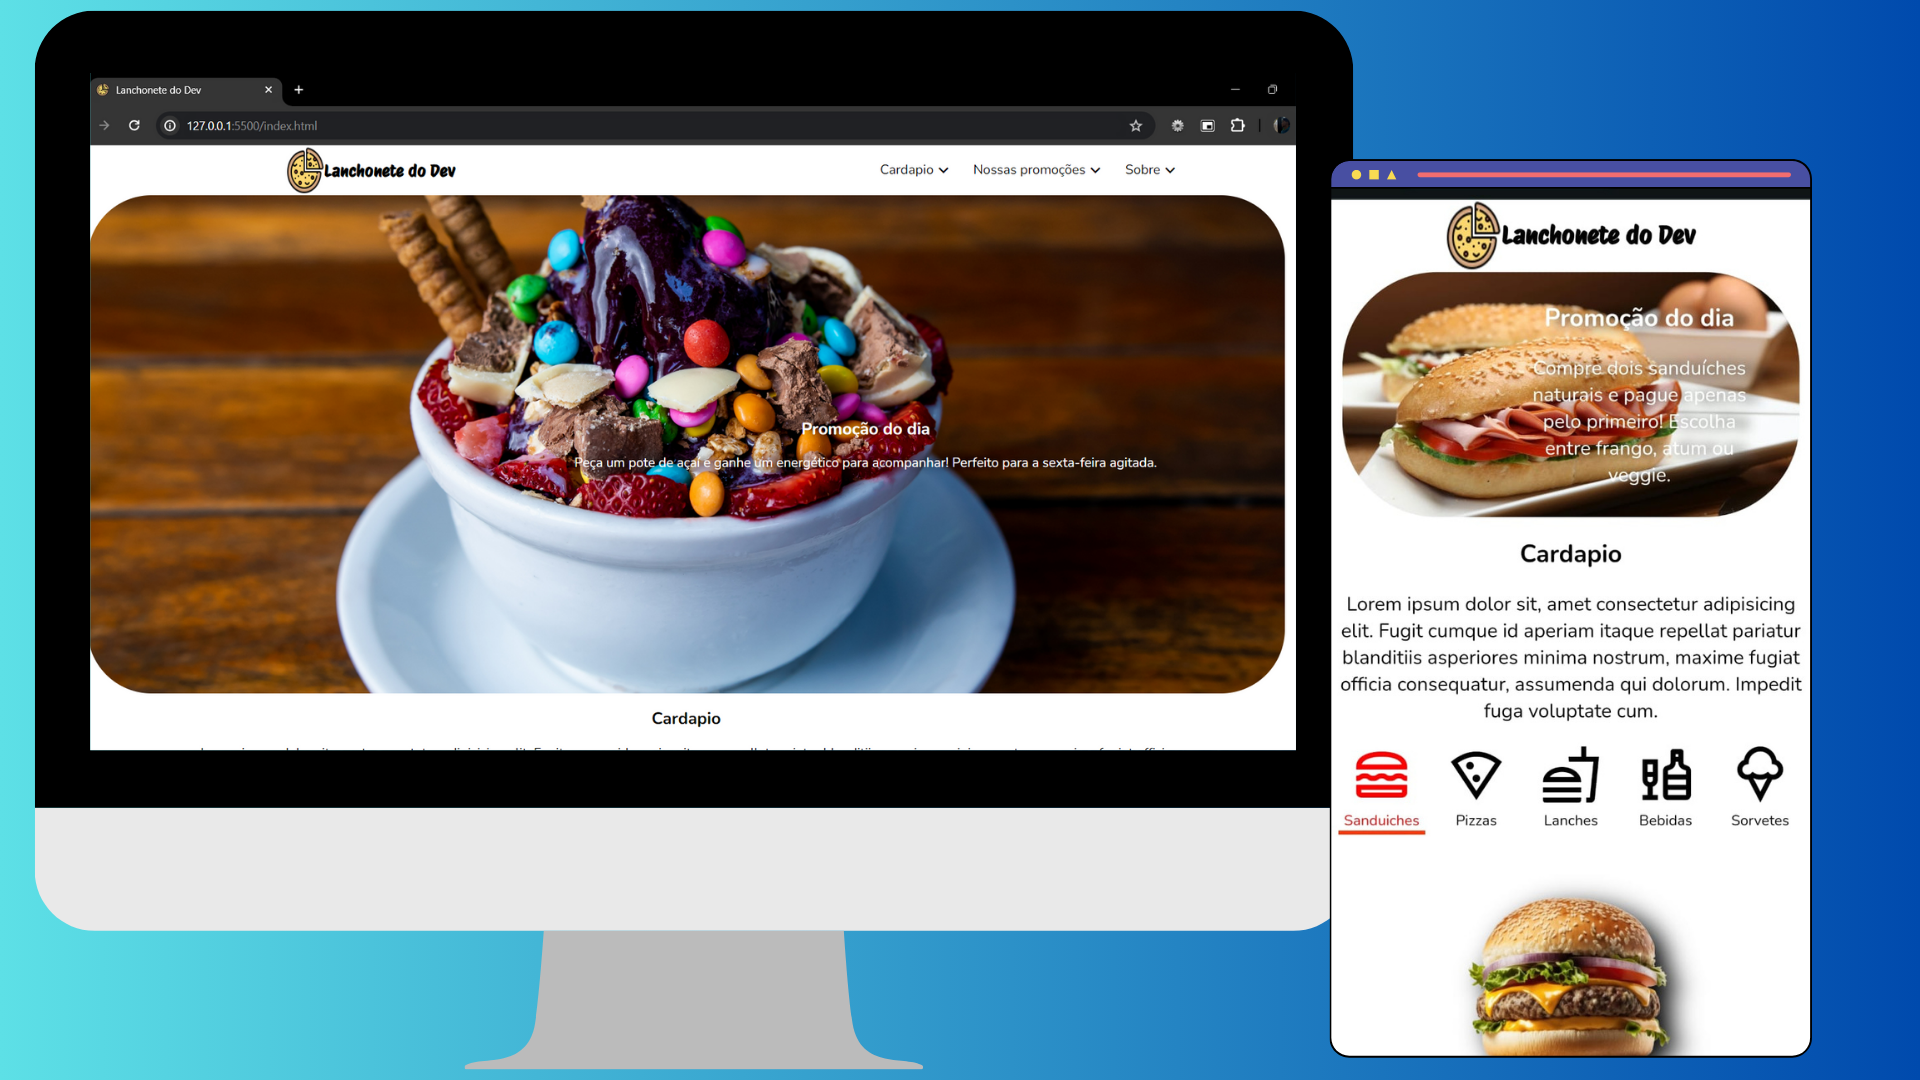 Lanchonete do Dev
127.0.0.1:5500/index.html
Lanchonete do Dev
Cardapio
Nossas promoções
Sobre
Promoção do dia
Peça um pote de açaí e ganhe um energético para acompanhar! Perfeito para a sexta-feira agitada.
Cardapio
Lanchonete do Dev
Promoção do dia
Compre dois sanduíches
naturais e pague apenas
pelo primeiro! Escolha
entre frango, atum ou
veggie.
Cardapio
Lorem ipsum dolor sit, amet consectetur adipisicing
elit. Fugit cumque id aperiam itaque repellat pariatur
blanditiis asperiores minima nostrum, maxime fugiat
officia consequatur, assumenda qui dolorum. Impedit
fuga voluptate cum.
Sanduiches
Pizzas
Lanches
Bebidas
Sorvetes